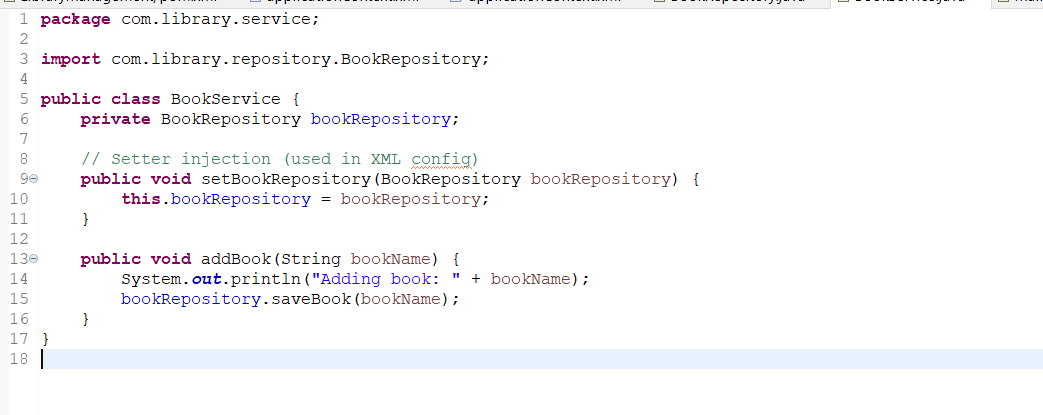 1 package com.library.service;
2
3 import com.library.repository.BookRepository;
4
5 public class BookService {
6     private BookRepository bookRepository;
7
8     // Setter injection (used in XML config)
9     public void setBookRepository(BookRepository bookRepository) {
10         this.bookRepository = bookRepository;
11     }
12
13     public void addBook(String bookName) {
14         System.out.println("Adding book: " + bookName);
15         bookRepository.saveBook(bookName);
16     }
17 }
18